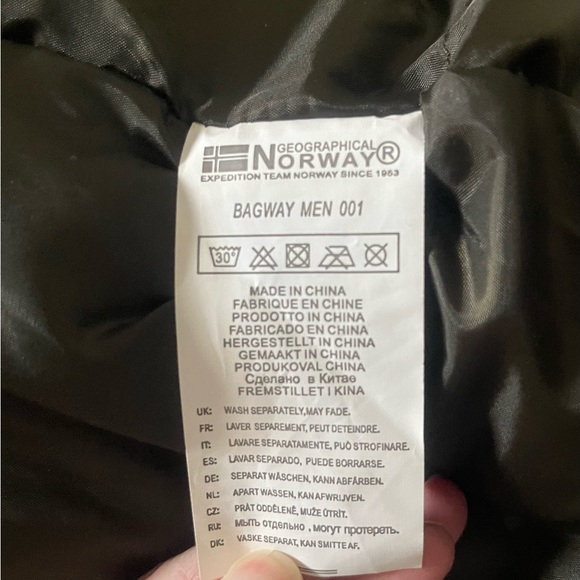 GEOGRAPHICAL
NORWAY®
EXPEDITION TEAM NORWAY SINCE 1953
BAGWAY MEN 001
30°
MADE IN CHINA
FABRIQUE EN CHINE
PRODOTTO IN CHINA
FABRICADO EN CHINA
HERGESTELLT IN CHINA
GEMAAKT IN CHINA
PRODUKOVAL CHINA
Сделано в Китае
FREMSTILLET I KINA
UK: WASH SEPARATELY,MAY FADE.
FR: LAVER SEPAREMENT, PEUT DETEINDRE.
IT: LAVARE SEPARATAMENTE, PUÒ STROFINARE.
ES: LAVAR SEPARADO, PUEDE BORRARSE.
DE: SEPARAT WÄSCHEN, KANN ABFÄRBEN.
NL: APART WASSEN, KAN AFWRIJVEN.
CZ: PRÁT ODDĚLENĚ, MUŽE ÚTŘIT.
RU: мыть отдельно , могут протереть.
DK: VASKE SEPARAT, KAN SMITTE AF.